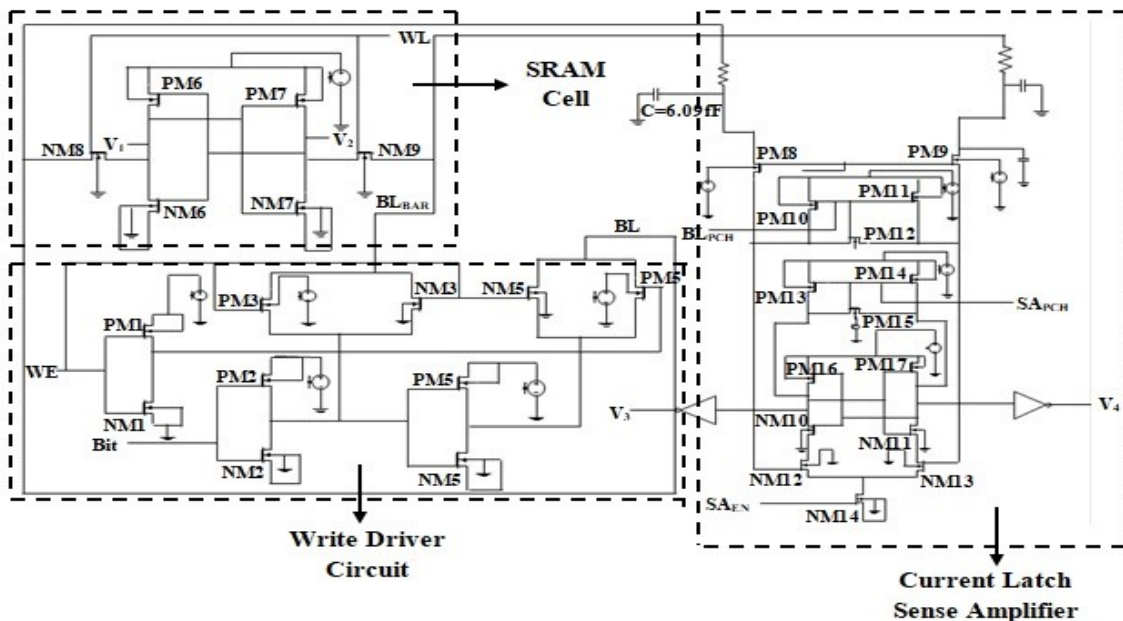 WL
SRAM
Cell
PM6
PM7
C=6.09fF
NM8
V1
V2
NM9
PM8
PM9
NM6
NM7
BLBAR
PM11
PM10
BL
BLPCH
PM12
PM3
NM3
NM5
PM5
PM14
PM13
SAPCH
PM1
PM15
WE
PM2
PM5
PM16
PM17
V3
V4
NM1
Bit
NM10
NM11
NM2
NM5
NM12
NM13
SAEN
NM14
Write Driver
Circuit
Current Latch
Sense Amplifier